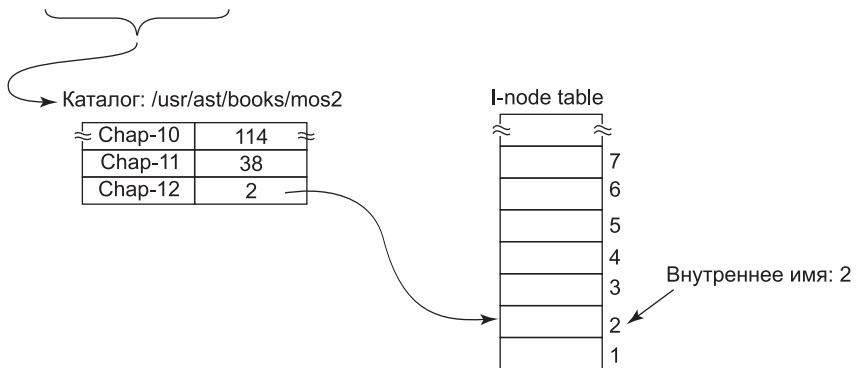 Каталог: /usr/ast/books/mos2
Chap-10 114
Chap-11 38
Chap-12 2
I-node table
7
6
5
4
3
2
1
Внутреннее имя: 2